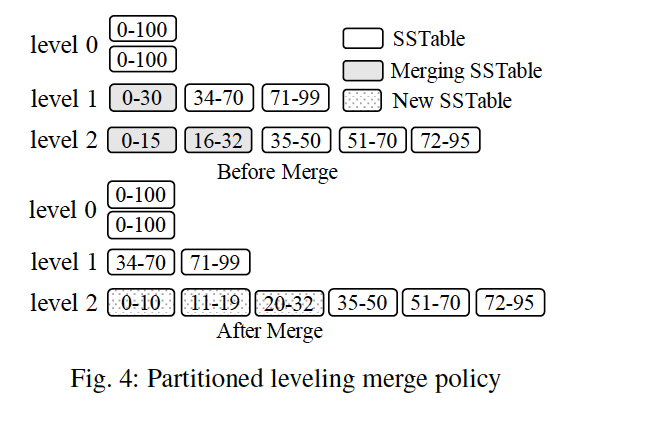 level 0 0-100 SSTable
0-100
level 1 0-30 34-70 71-99 Merging SSTable
New SSTable
level 2 0-15 16-32 35-50 51-70 72-95
Before Merge
level 0 0-100
0-100
level 1 34-70 71-99
level 2 0-10 11-19 20-32 35-50 51-70 72-95
After Merge
Fig. 4: Partitioned leveling merge policy